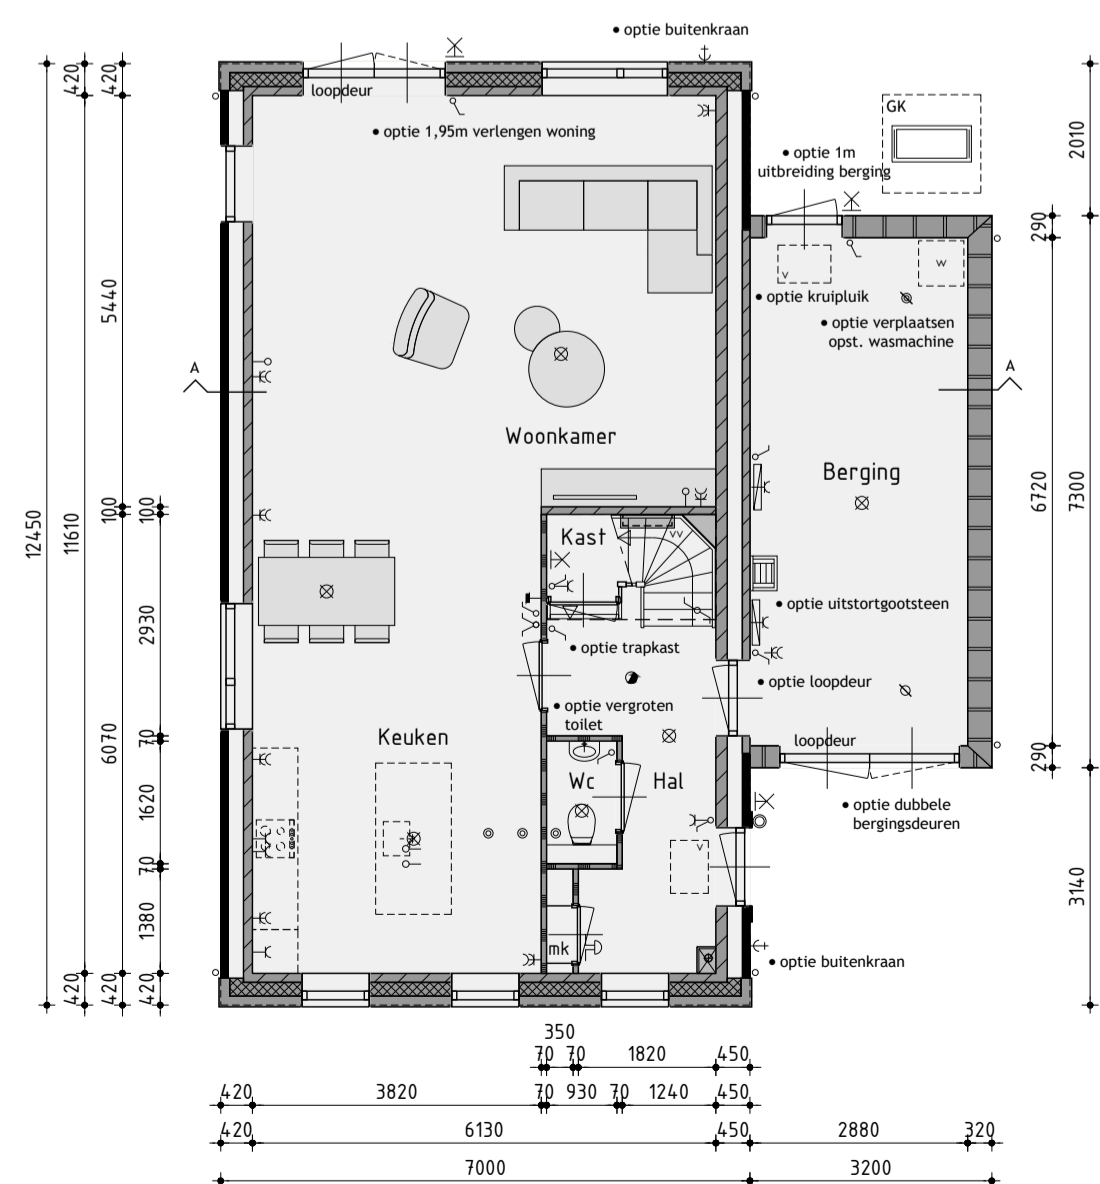 • optie buitenkraan
loopdeur
• optie 1,95m verlengen woning
GK
• optie 1m
uitbreiding berging
420
420
2010
290
v
w
• optie kruipluik
• optie verplaatsen
opst. wasmachine
5440
A
A
Woonkamer
Berging
12450
11610
100
100
6720
7300
Kast
vv
2930
• optie uitstortgootsteen
• optie trapkast
• optie loopdeur
• optie vergroten
toilet
Keuken
loopdeur
6070
70
290
Wc
Hal
1620
• optie dubbele
bergingsdeuren
v
70
3140
1380
mk
• optie buitenkraan
420
420
420
350
70
70
1820
450
420
3820
70
930
70
1240
450
420
6130
450
2880
320
7000
3200